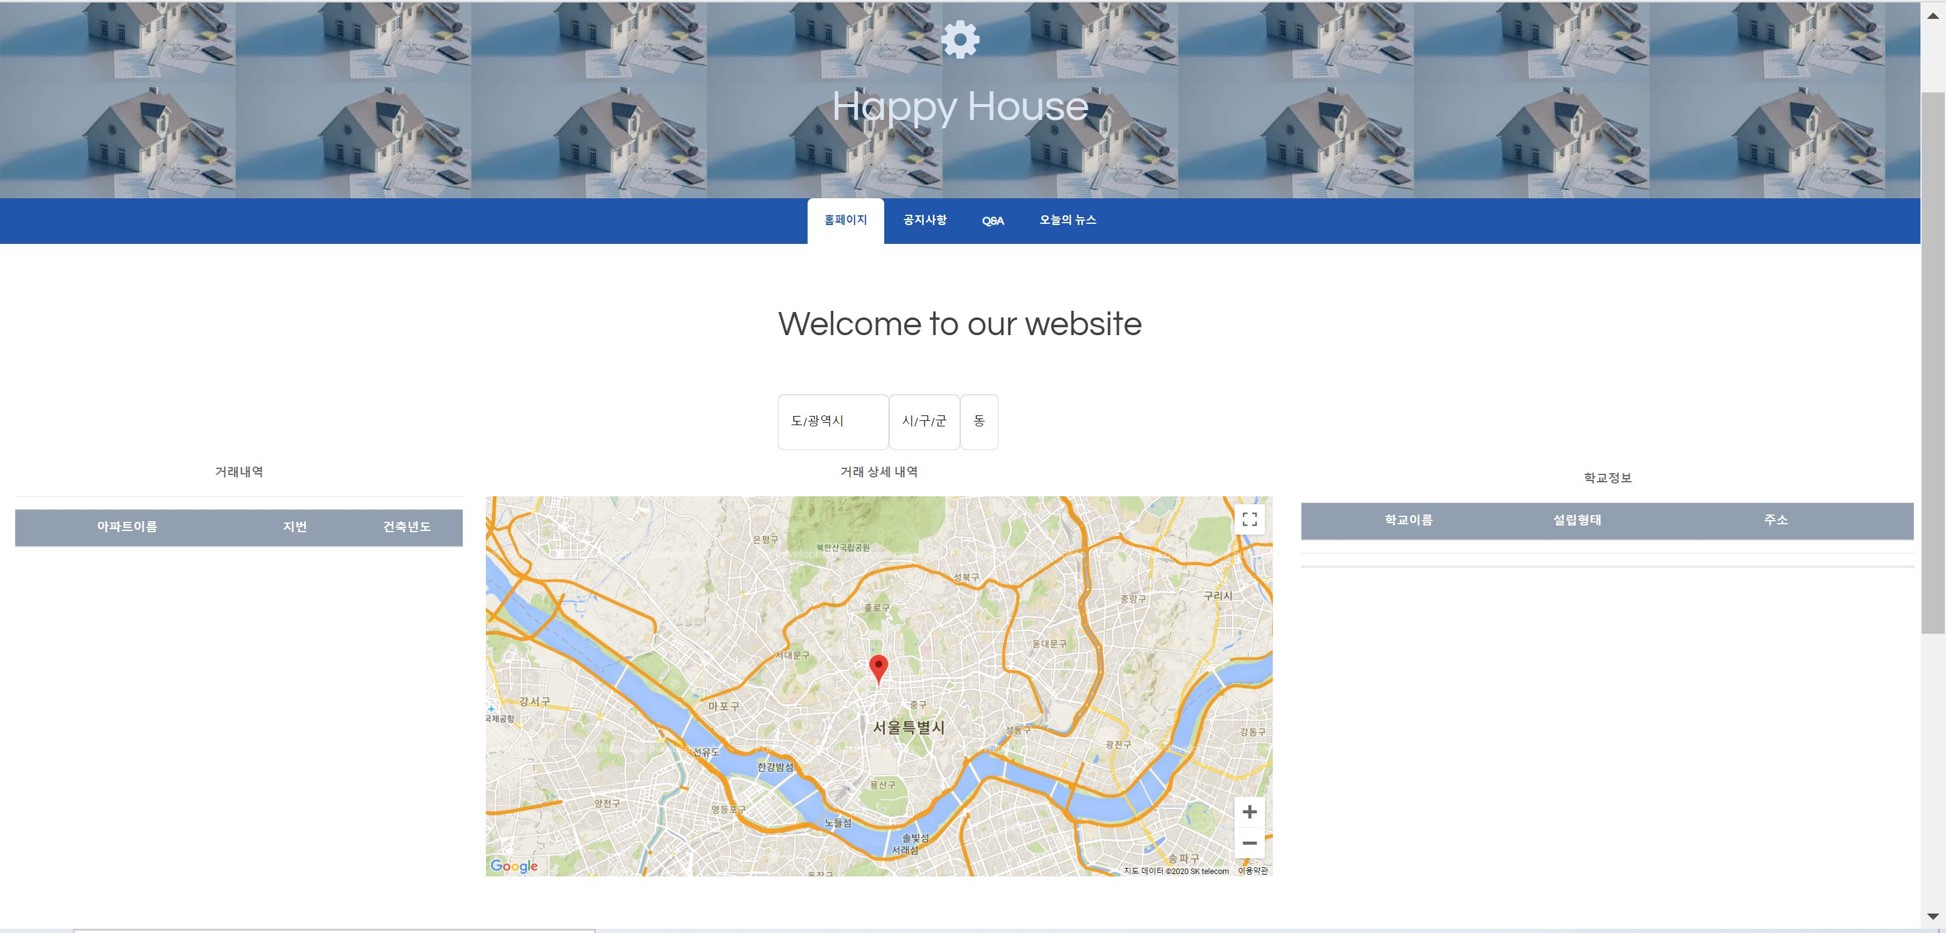 Happy House
홈페이지 공지사항 Q&A 오늘의 뉴스
Welcome to our website
도/광역시 시/구/군 동
거래내역
아파트이름 지번 건축년도
거래 상세 내역
은평구
북한산국립공원
성북구
종로구
중랑구
구리시
서대문구
동대문구
강서구
국제공항
마포구
중구
서울특별시
성동구
광진구
강동구
선유도
한강밤섬
용산구
양천구
영등포구
노들섬
솔빛섬
서래섬
송파구
동작구
Google
지도 데이터 ©2020 SK telecom 이용약관
학교정보
학교이름 설립형태 주소